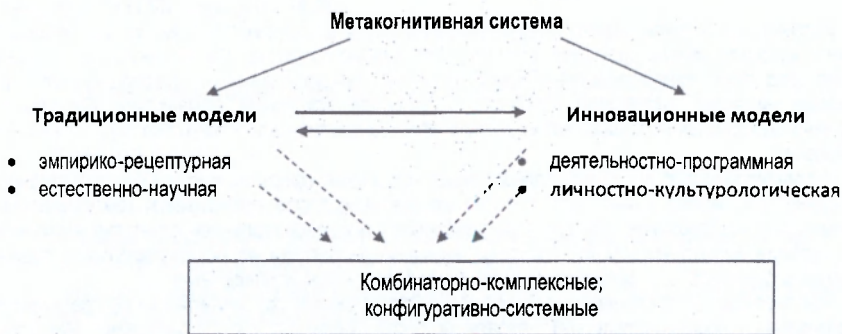 Метакогнитивная система
Традиционные модели
• эмпирико-рецептурная
• естественно-научная
Инновационные модели
• деятельностно-программная
• личностно-культурологическая
Комбинаторно-комплексные;
конфигуративно-системные